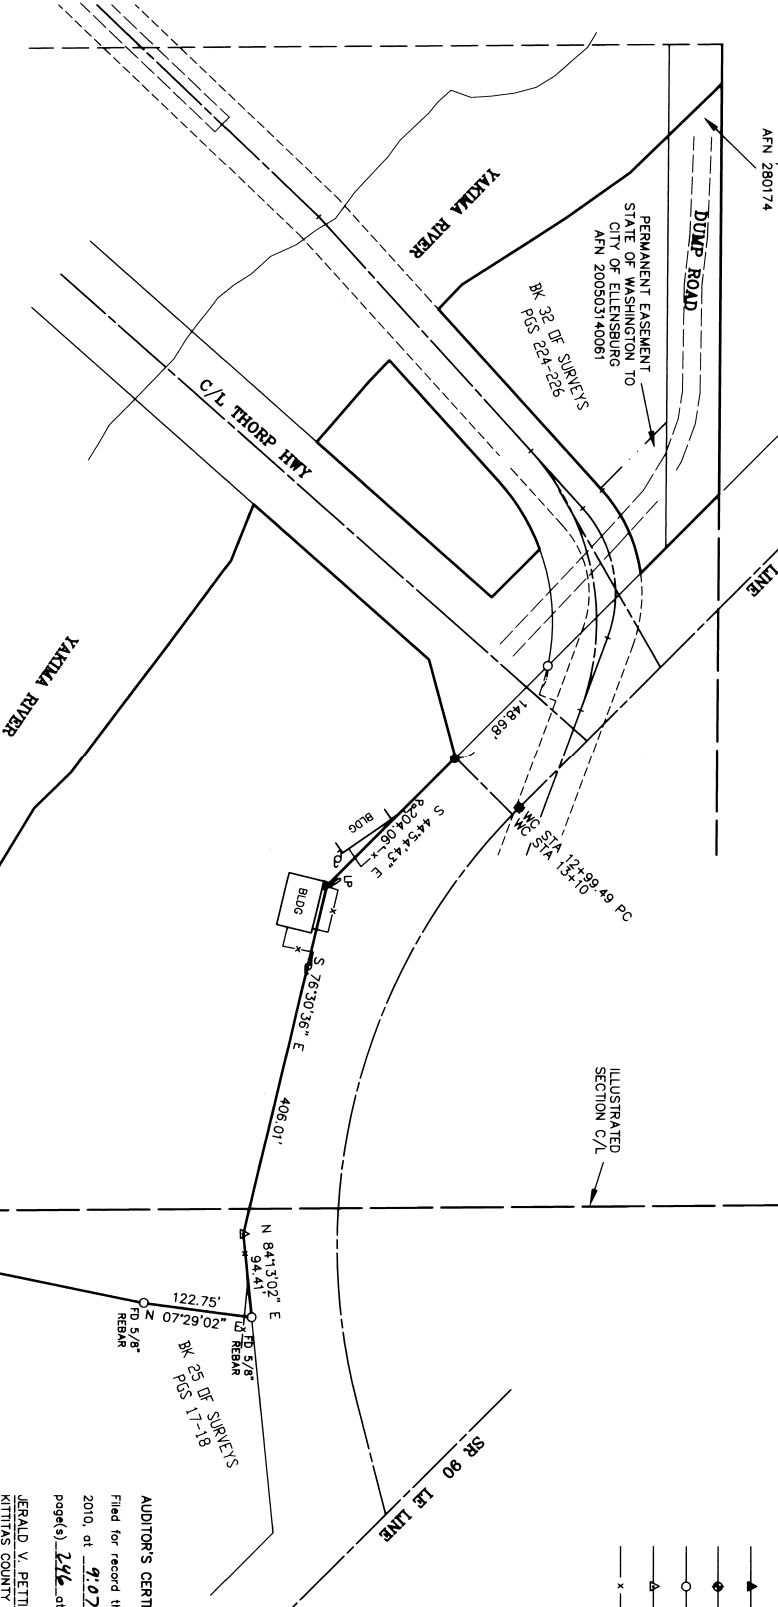 AFN 280174
DUMP ROAD
PERMANENT EASEMENT
STATE OF WASHINGTON TO
CITY OF ELLENSBURG
AFN 200503140061
YAKIMA RIVER
BK 32 OF SURVEYS
PGS 224-226
C/L THORP HWY
LINE
YAKIMA RIVER
148.68'
WC STA 12+99.49 PC
WC STA 13+10
S 44°54'43" E
204.06'
BLDG
LP
BLDG
S 76°30'36" E
406.01'
ILLUSTRATED
SECTION C/L
N 84°13'02" E
94.41'
122.75'
N 07°29'02"
FD 5/8"
REBAR
FD 5/8"
REBAR
BK 25 OF SURVEYS
PGS 17-18
SR 90 LE LINE
AUDITOR'S CERTI
Filed for record th
2010, at 9:07
page(s) 246 at
JERALD V. PETTI
KITTITAS COUNTY